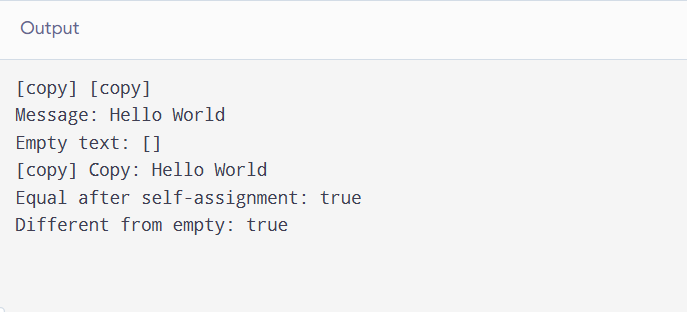 Output
[copy] [copy]
Message: Hello World
Empty text: []
[copy] Copy: Hello World
Equal after self-assignment: true
Different from empty: true